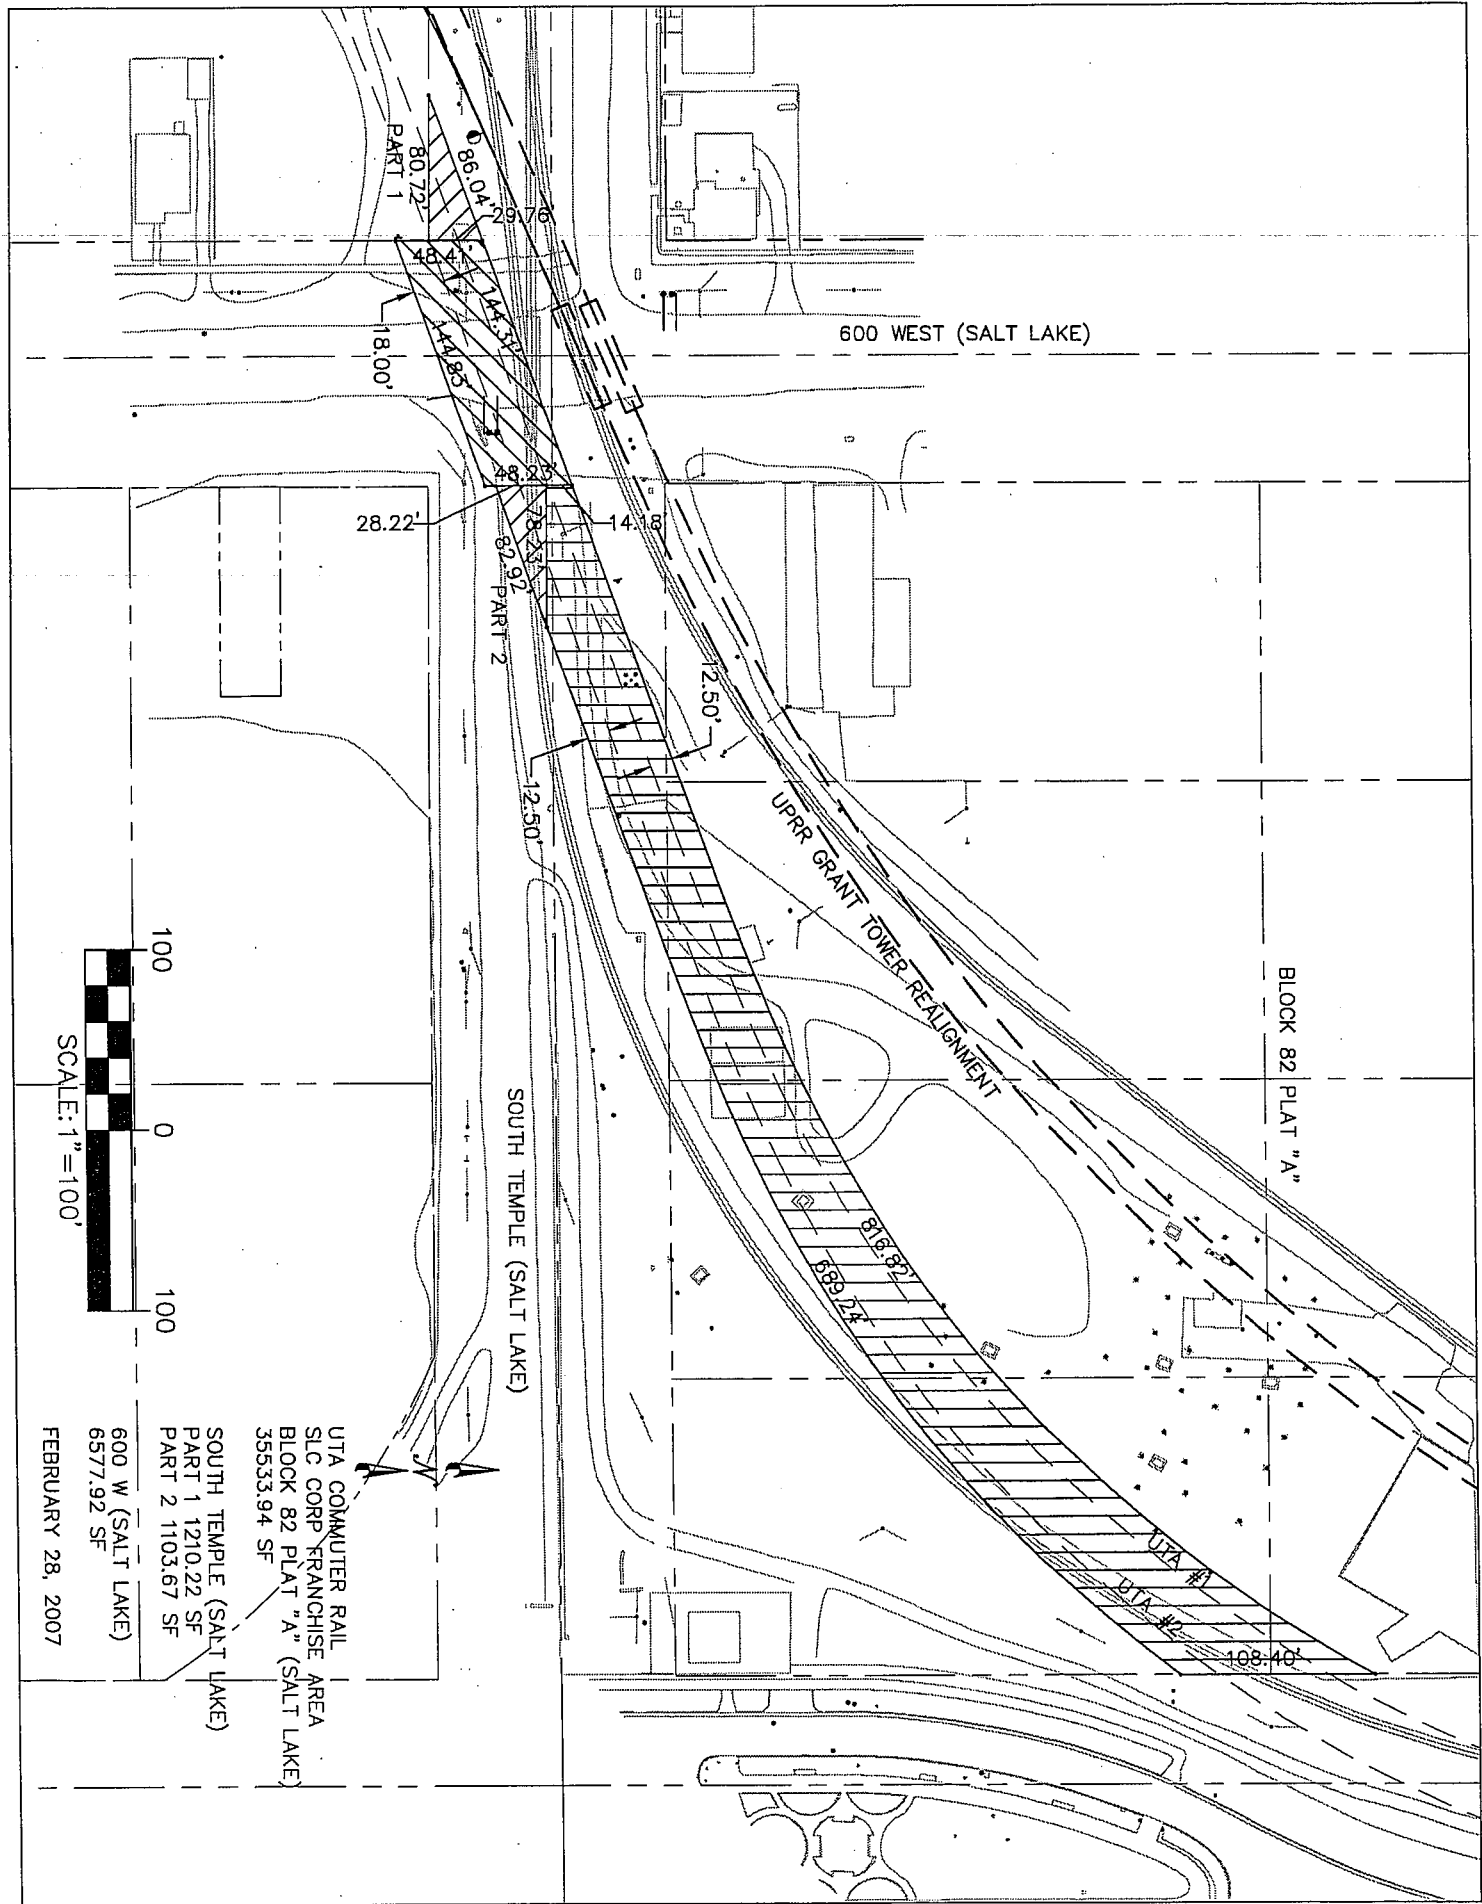 PART 1
80.72'
86.04'
29.76'
48.41'
144.31'
144.83'
18.00'
600 WEST (SALT LAKE)
48.23'
28.22'
14.18'
78.23'
82.92'
PART 2
12.50'
12.50'
UPRR GRANT TOWER REALIGNMENT
BLOCK 82 PLAT "A"
SOUTH TEMPLE (SALT LAKE)
816.82'
689.24'
UTA #1
UTA #2
108.40'
100
0
100
SCALE: 1"=100'
UTA COMMUTER RAIL
SLC CORP FRANCHISE AREA
BLOCK 82 PLAT "A" (SALT LAKE)
35533.94 SF
SOUTH TEMPLE (SALT LAKE)
PART 1 1210.22 SF
PART 2 1103.67 SF
600 W (SALT LAKE)
6577.92 SF
FEBRUARY 28, 2007